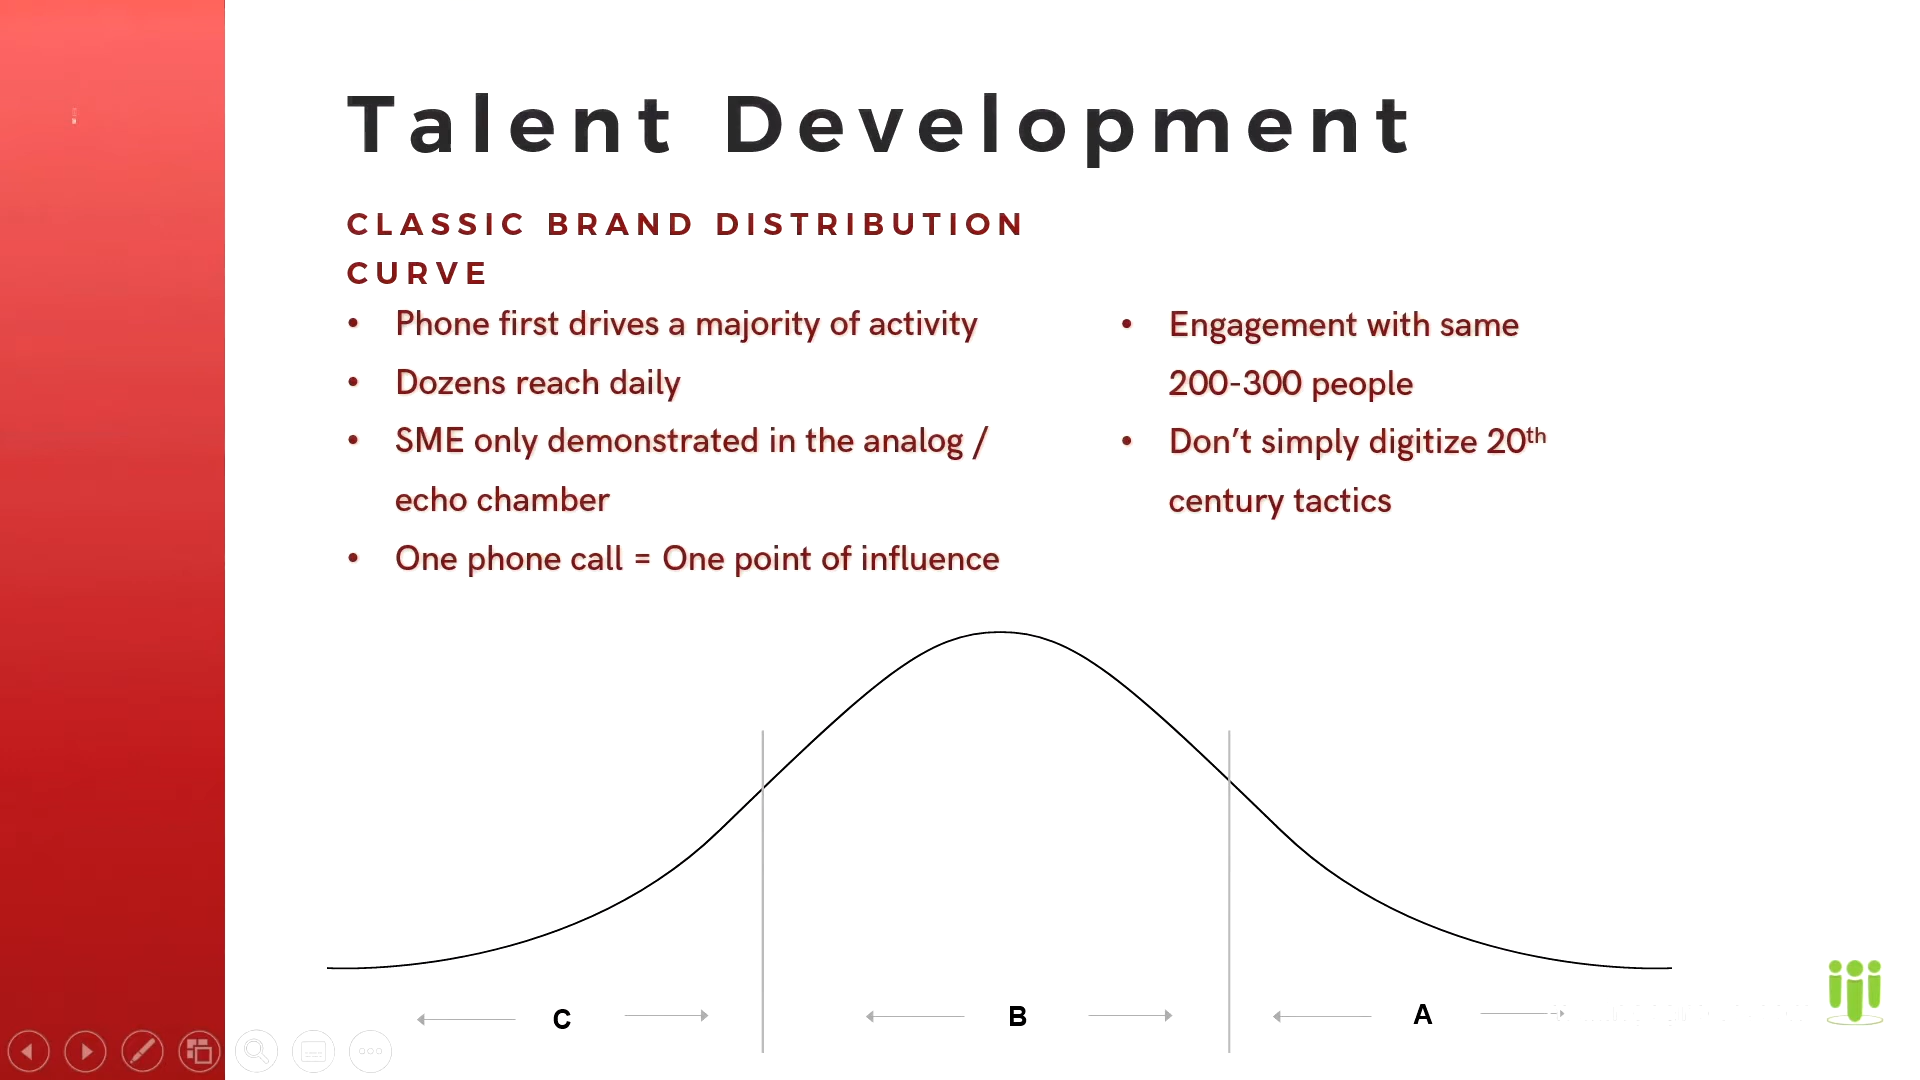 Talent Development
CLASSIC BRAND DISTRIBUTION
CURVE
• Phone first drives a majority of activity
• Dozens reach daily
• SME only demonstrated in the analog /
echo chamber
• One phone call = One point of influence
• Engagement with same
200-300 people
• Don’t simply digitize 20th
century tactics
C
B
A